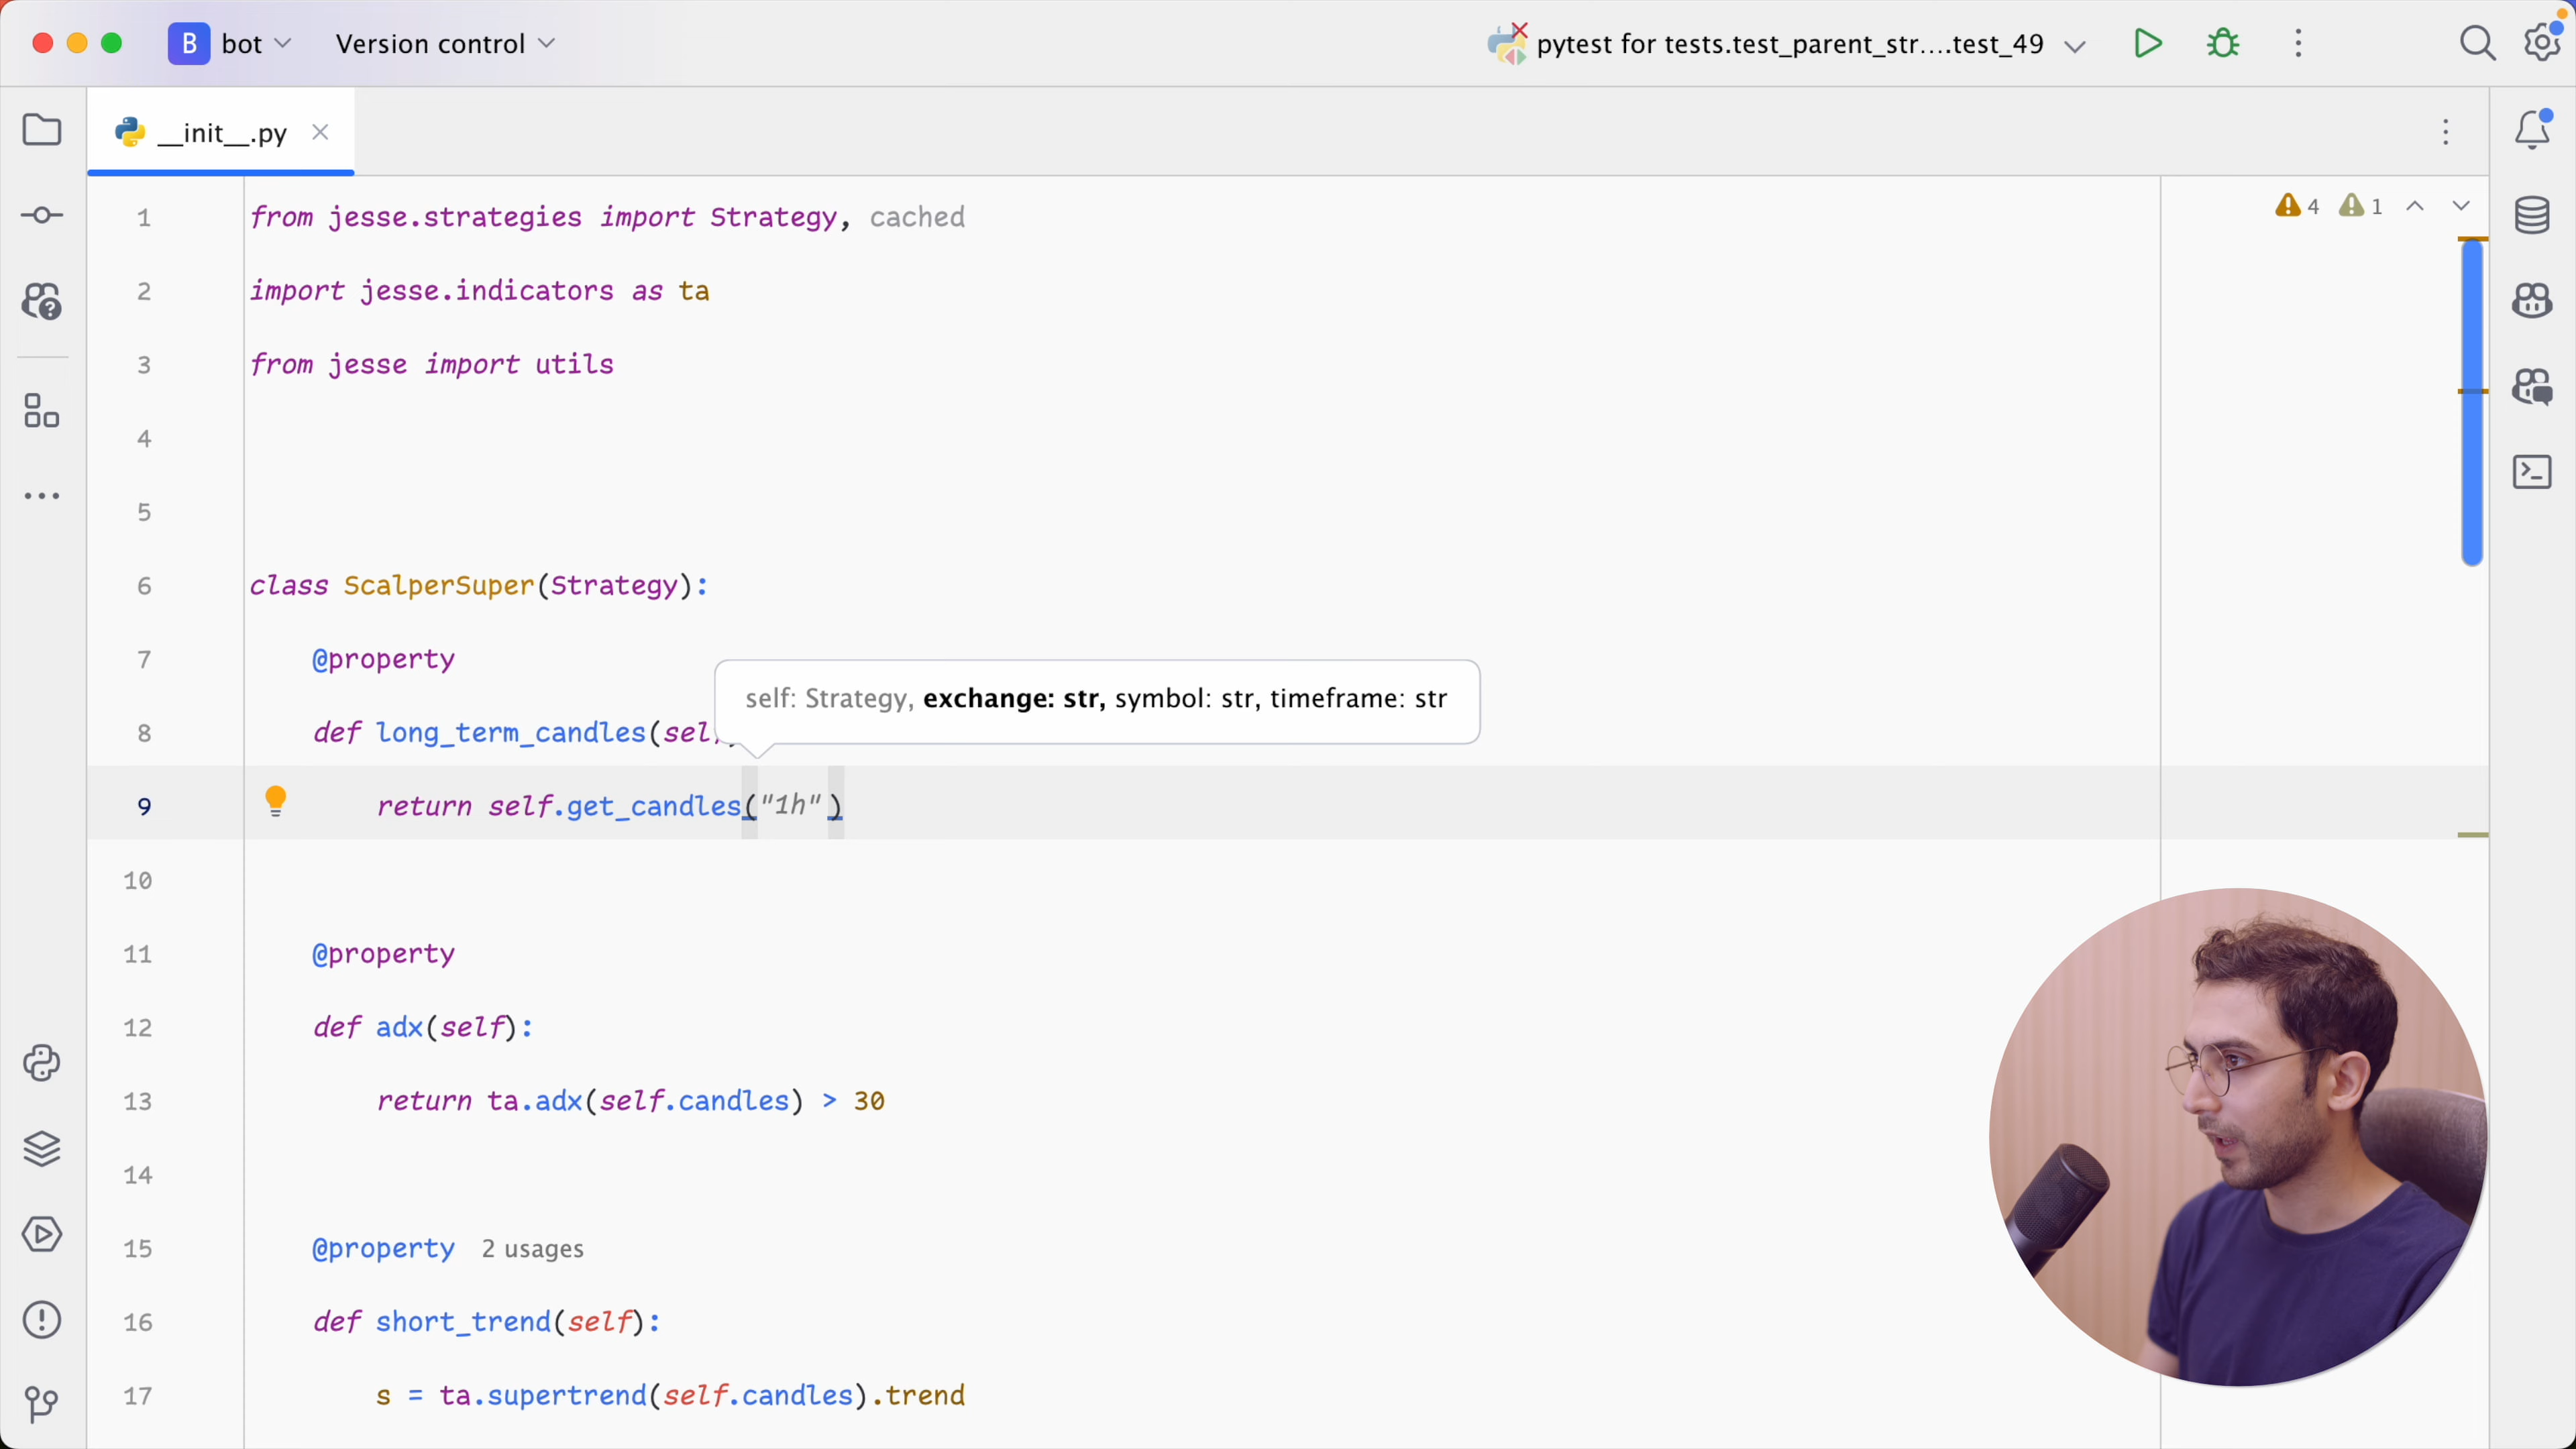 B bot Version control pytest for tests.test_parent_str....test_49
__init__.py
4 1
1 from jesse.strategies import Strategy, cached
2 import jesse.indicators as ta
3 from jesse import utils
4
5
6 class ScalperSuper(Strategy):
7 @property
self: Strategy, exchange: str, symbol: str, timeframe: str
8 def long_term_candles(self
9 return self.get_candles("1h")
10
11 @property
12 def adx(self):
13 return ta.adx(self.candles) > 30
14
15 @property 2 usages
16 def short_trend(self):
17 s = ta.supertrend(self.candles).trend